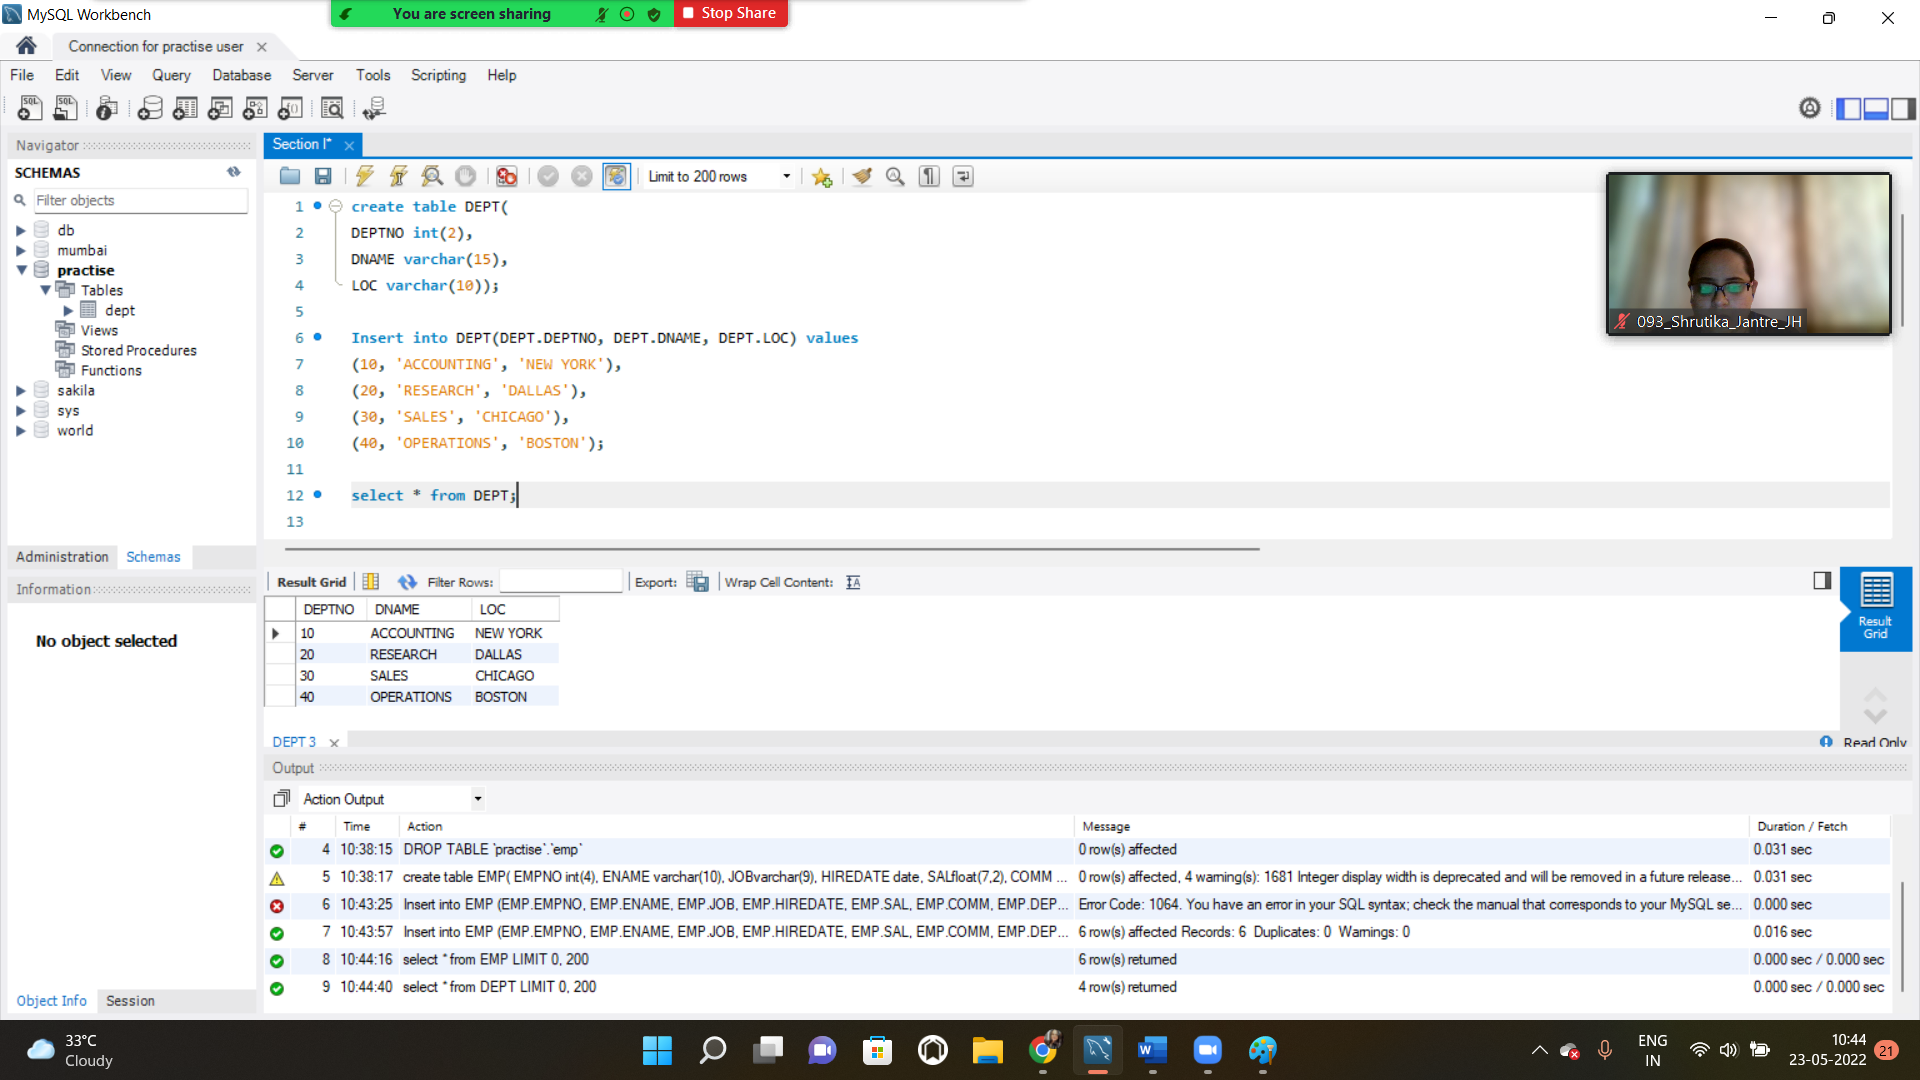 MySQL Workbench
You are screen sharing
Stop Share
Connection for practise user
File Edit View Query Database Server Tools Scripting Help
Navigator
SCHEMAS
Filter objects
db
mumbai
practise
Tables
dept
Views
Stored Procedures
Functions
sakila
sys
world
Administration Schemas
Information
No object selected
Object Info Session
Section I*
Limit to 200 rows
1 create table DEPT(
2 DEPTNO int(2),
3 DNAME varchar(15),
4 LOC varchar(10));
5
6 Insert into DEPT(DEPT.DEPTNO, DEPT.DNAME, DEPT.LOC) values
7 (10, 'ACCOUNTING', 'NEW YORK'),
8 (20, 'RESEARCH', 'DALLAS'),
9 (30, 'SALES', 'CHICAGO'),
10 (40, 'OPERATIONS', 'BOSTON');
11
12 select * from DEPT;
13
093_Shrutika_Jantre_JH
Result Grid Filter Rows: Export: Wrap Cell Content:
DEPTNO DNAME LOC
10 ACCOUNTING NEW YORK
20 RESEARCH DALLAS
30 SALES CHICAGO
40 OPERATIONS BOSTON
Result
Grid
DEPT 3
Read Only
Output
Action Output
# Time Action Message Duration / Fetch
4 10:38:15 DROP TABLE `practise`.`emp` 0 row(s) affected 0.031 sec
5 10:38:17 create table EMP( EMPNO int(4), ENAME varchar(10), JOBvarchar(9), HIREDATE date, SALfloat(7,2), COMM ... 0 row(s) affected, 4 warning(s): 1681 Integer display width is deprecated and will be removed in a future release... 0.031 sec
6 10:43:25 Insert into EMP (EMP.EMPNO, EMP.ENAME, EMP.JOB, EMP.HIREDATE, EMP.SAL, EMP.COMM, EMP.DEP... Error Code: 1064. You have an error in your SQL syntax; check the manual that corresponds to your MySQL se... 0.000 sec
7 10:43:57 Insert into EMP (EMP.EMPNO, EMP.ENAME, EMP.JOB, EMP.HIREDATE, EMP.SAL, EMP.COMM, EMP.DEP... 6 row(s) affected Records: 6 Duplicates: 0 Warnings: 0 0.016 sec
8 10:44:16 select * from EMP LIMIT 0, 200 6 row(s) returned 0.000 sec / 0.000 sec
9 10:44:40 select * from DEPT LIMIT 0, 200 4 row(s) returned 0.000 sec / 0.000 sec
33°C
Cloudy
ENG
IN
10:44
23-05-2022
21